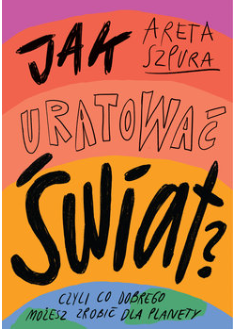 JAK
ARETA
SZPURA
URATOWAĆ
świat?
CZYLI CO DOBREGO
MOŻESZ ZROBIĆ DLA PLANETY